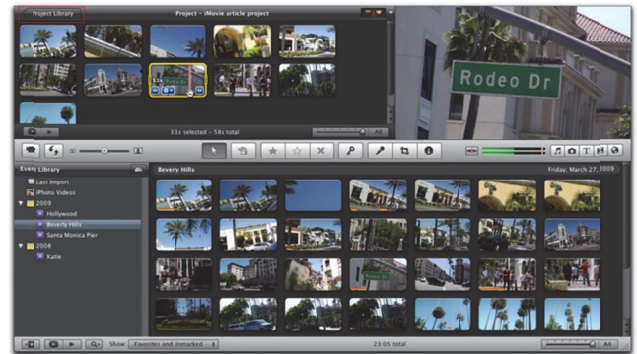 Project Library
Project - iMovie article project
Rodeo Dr
31s selected - 58s total
All
Event Library
Bevery Hills
Friday, March 27, 2009
Last Import
iPhoto Videos
2009
Hollywood
Beverly Hills
Santa Monica Pier
2008
Katie
Show:
Favorites and Inmarked
23:05 total
All